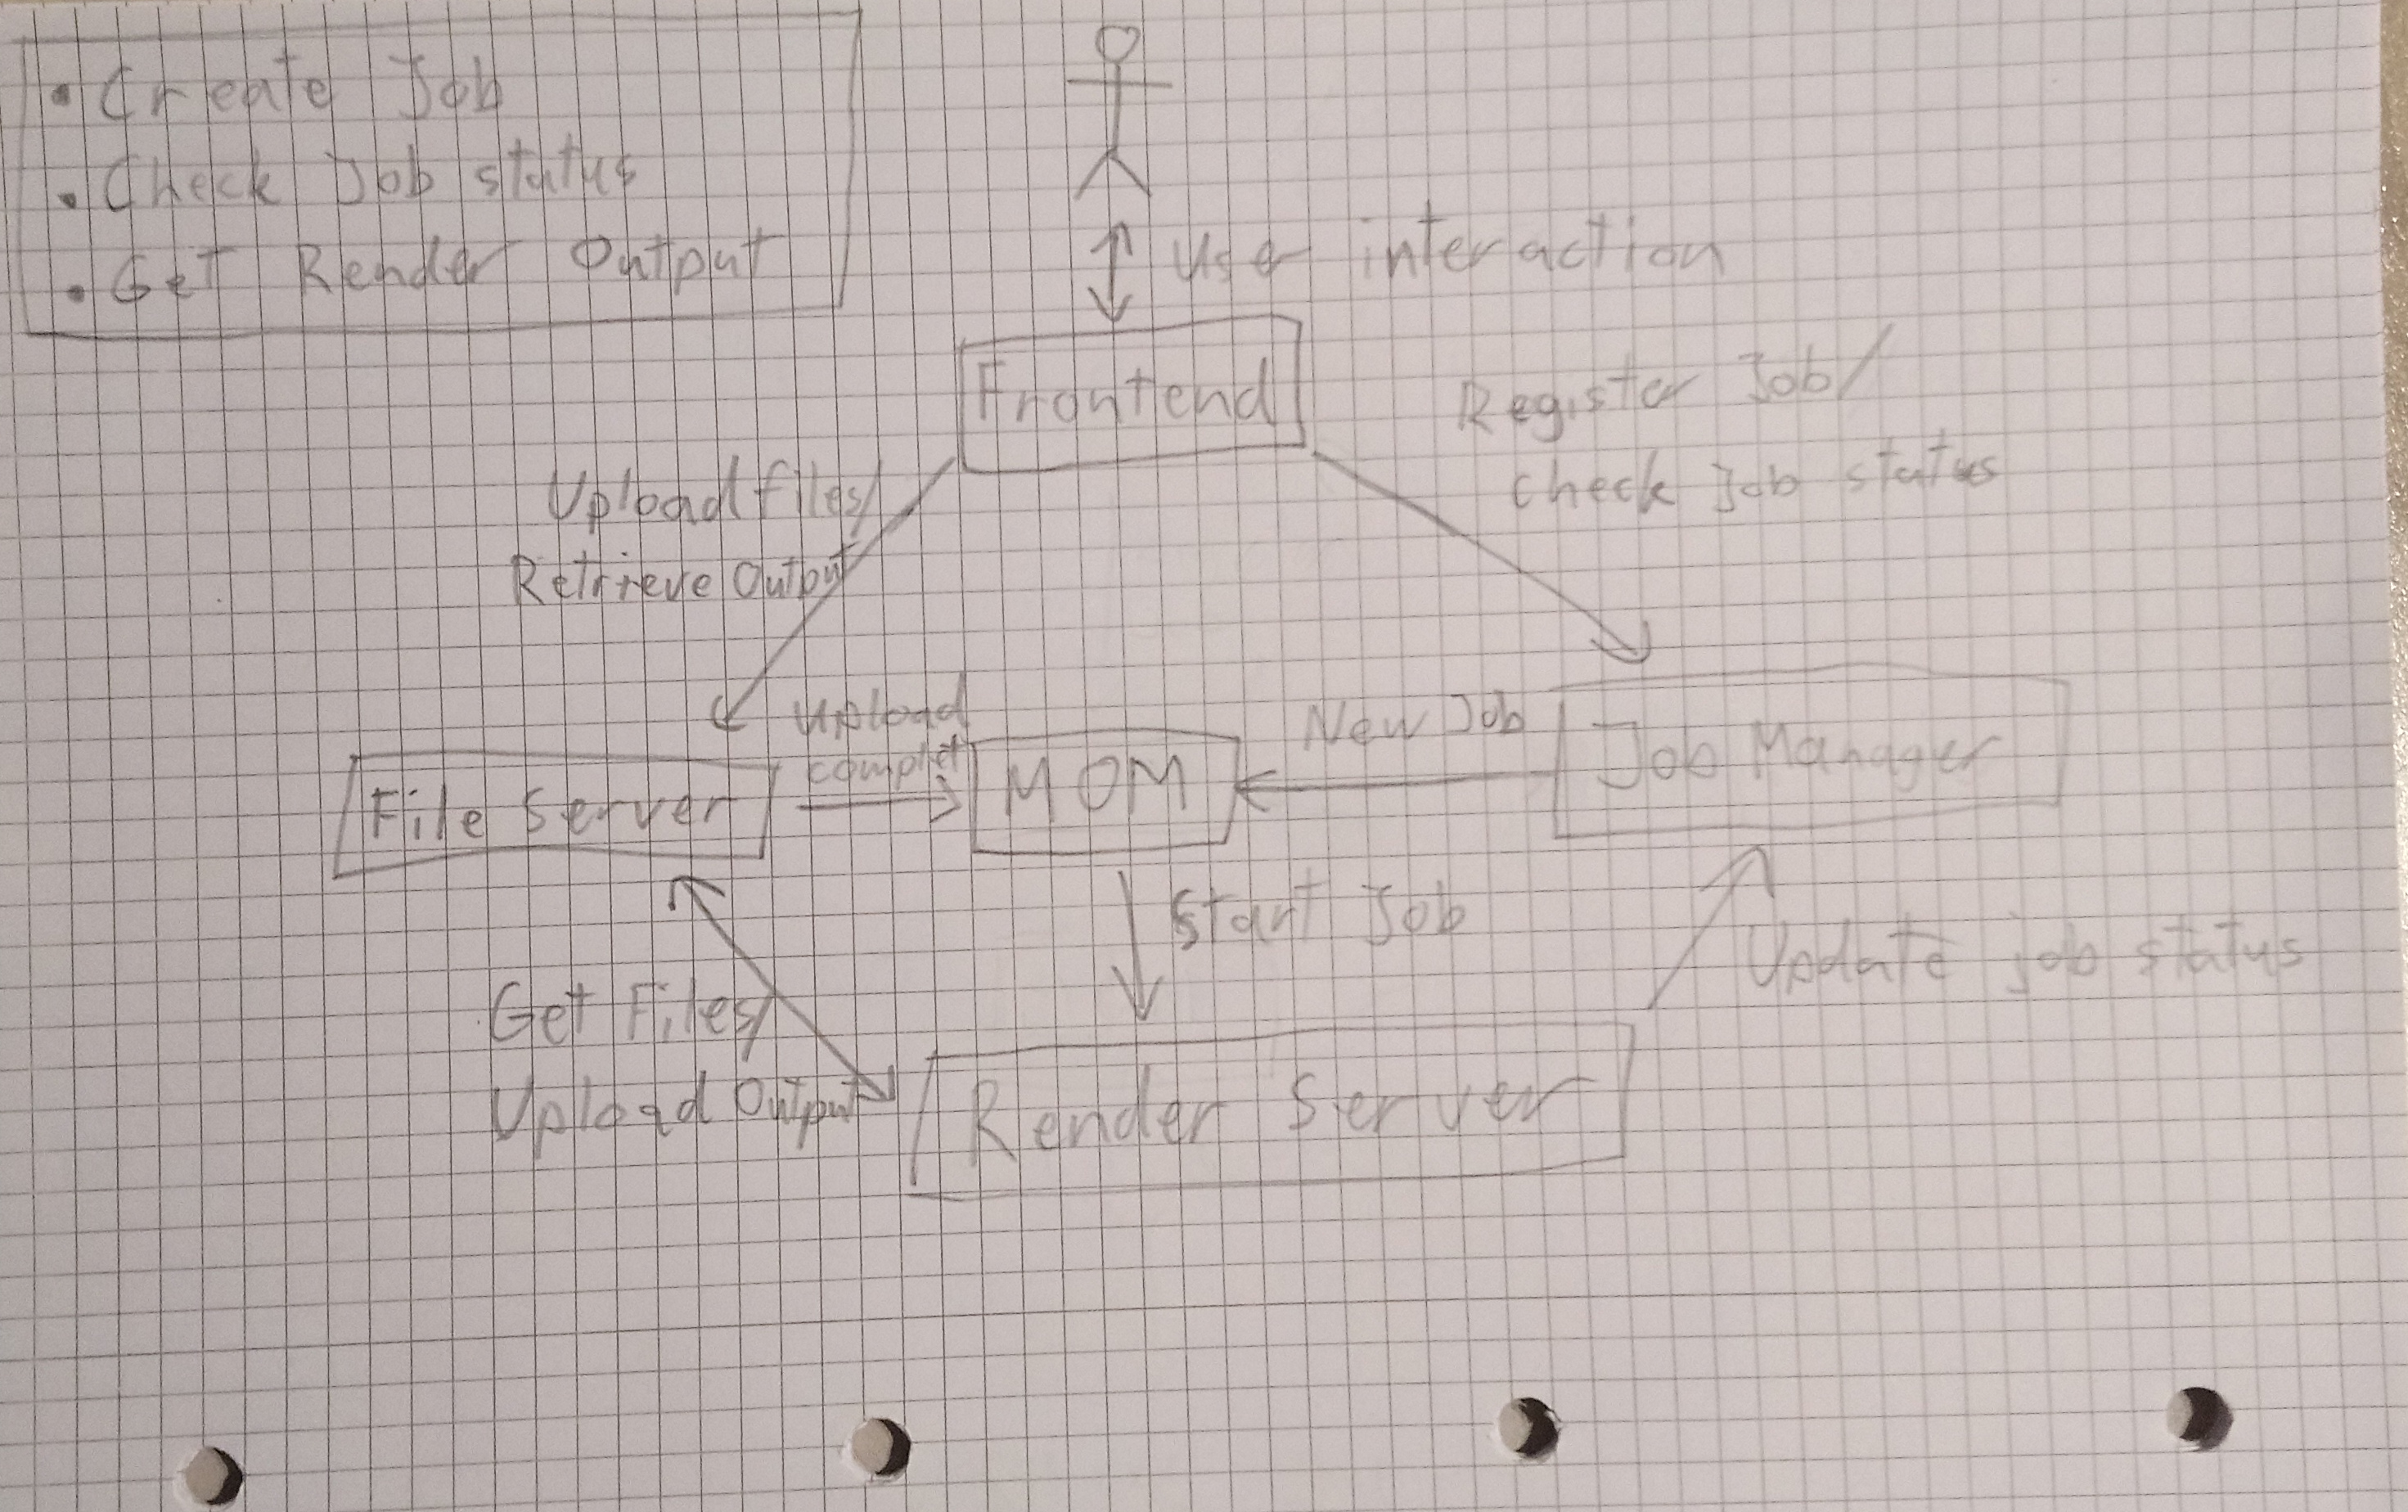 • Create Job
• Check Job status
• Get Render Output
User interaction
Frontend
Register Job/
check Job status
Upload files/
Retrieve Output
Upload
complet
New Job
File Server
MOM
Job Manager
Start Job
Update job status
Get Files/
Upload Output
Render Server